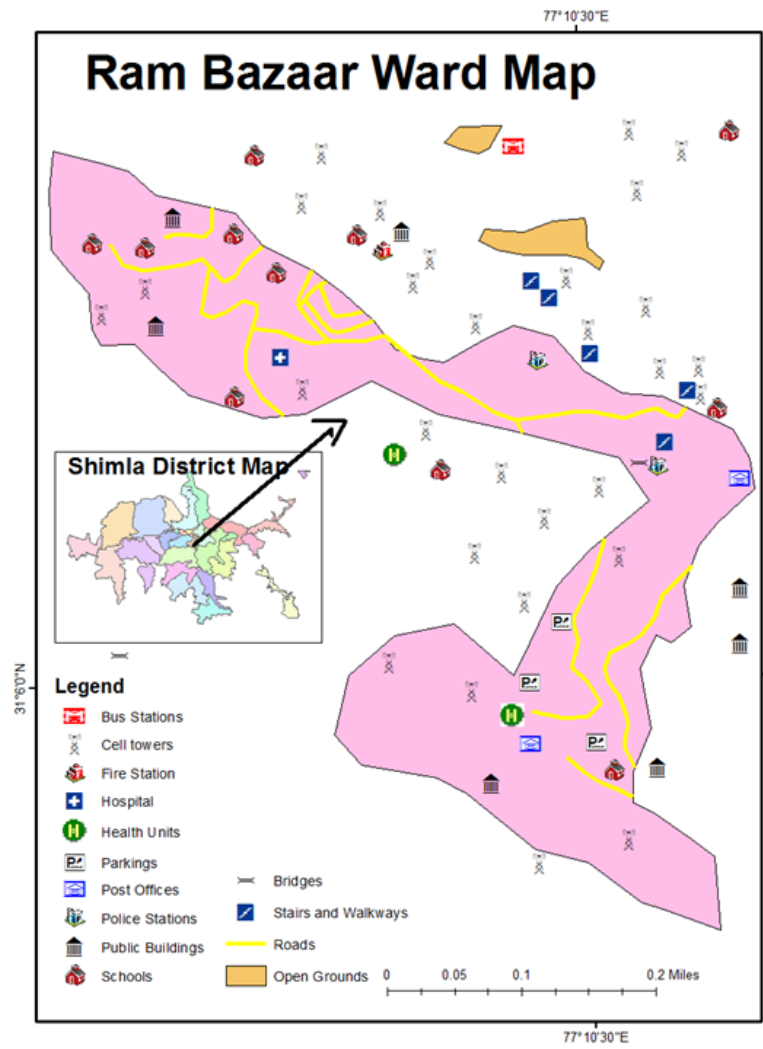 77°10'30"E
Ram Bazaar Ward Map
Shimla District Map
31°6'0"N
Legend
Bus Stations
Cell towers
Fire Station
Hospital
Health Units
Parkings
Post Offices
Police Stations
Public Buildings
Schools
Bridges
Stairs and Walkways
Roads
Open Grounds
0 0.05 0.1 0.2 Miles
77°10'30"E